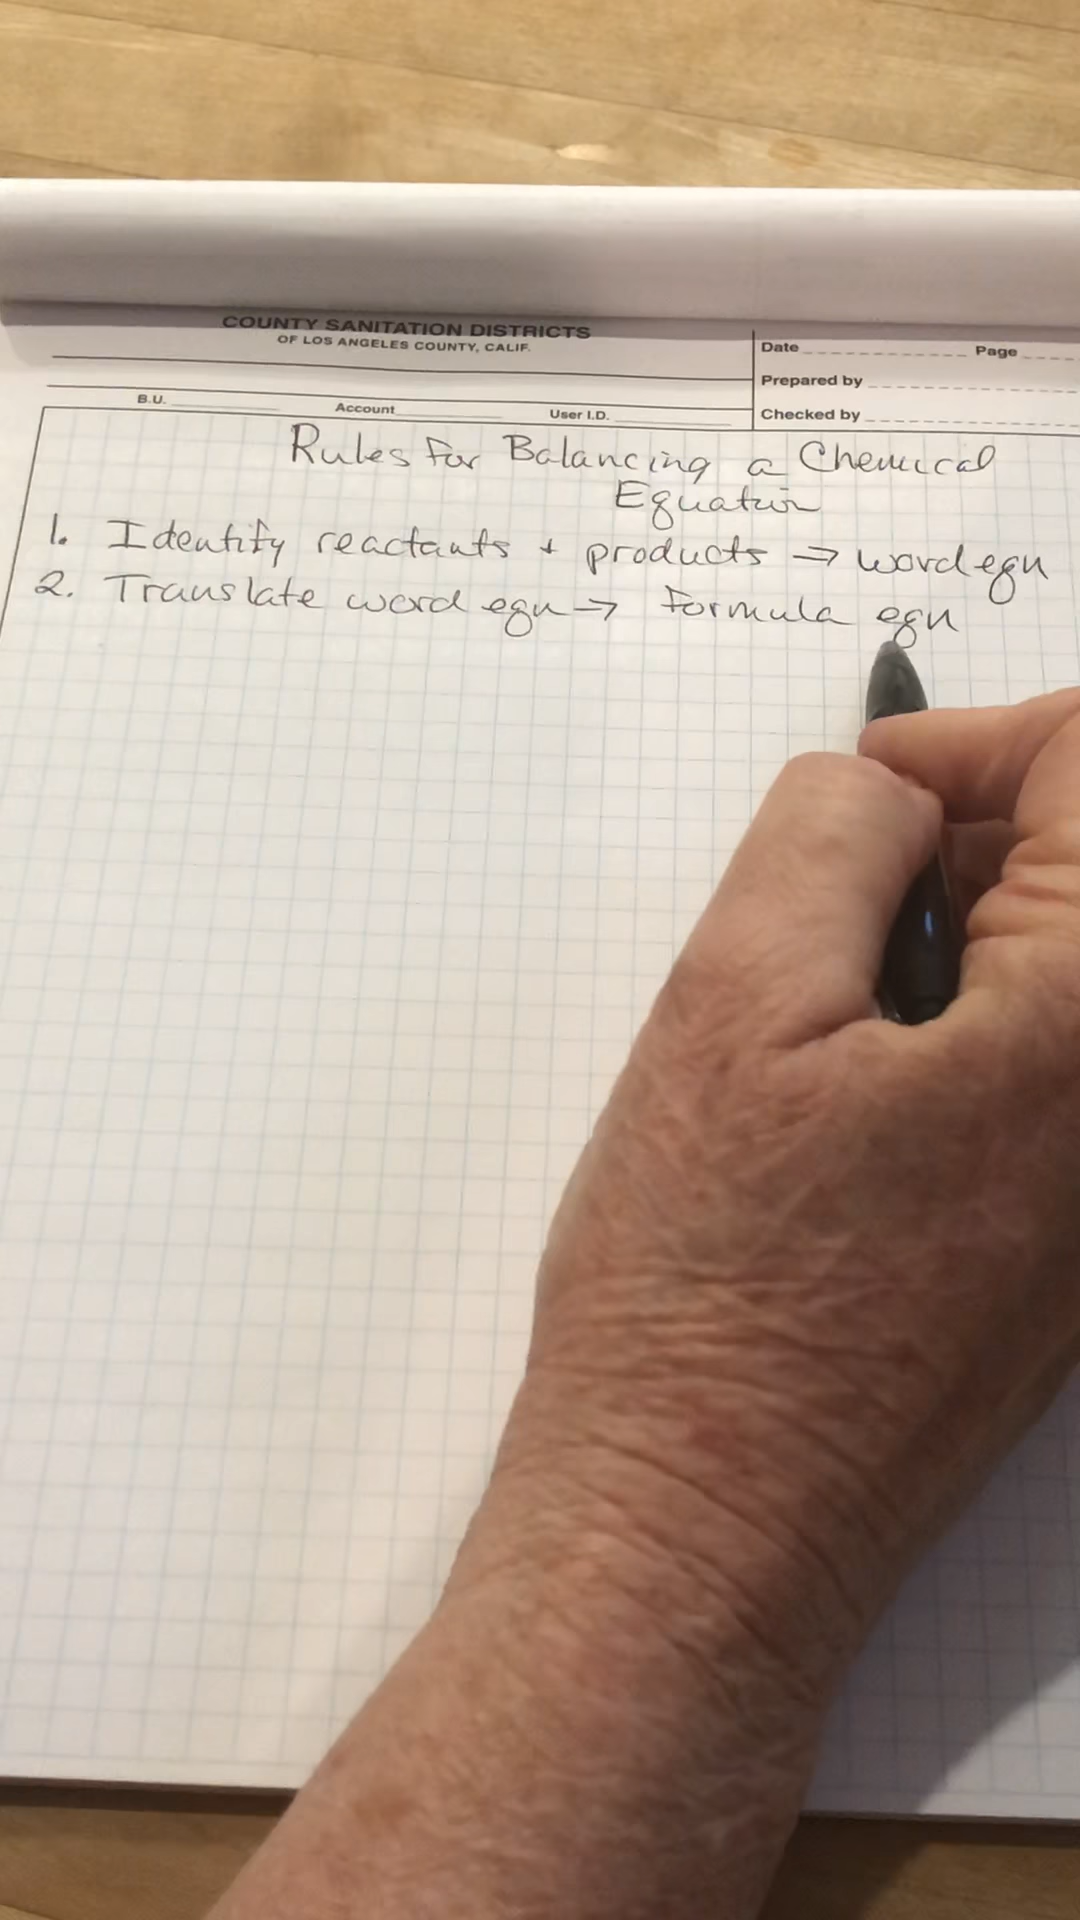 COUNTY SANITATION DISTRICTS
OF LOS ANGELES COUNTY, CALIF.
Date
Page
Prepared by
Checked by
B.U.
Account
User I.D.
Rules for Balancing a Chemical
Equation
1. Identify reactants + products → word eqn
2. Translate word eqn → formula eqn